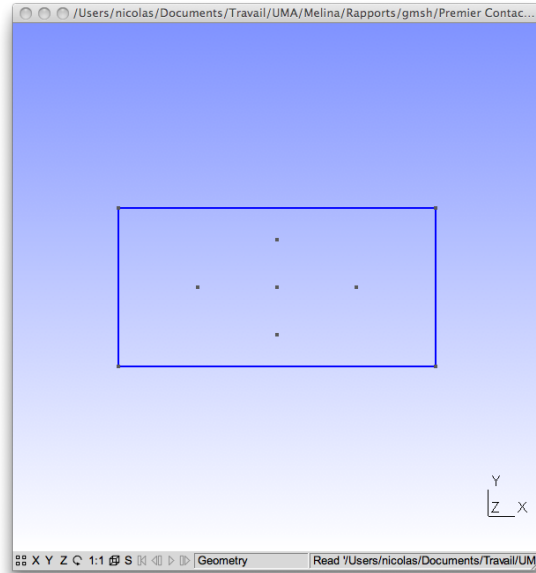 /Users/nicolas/Documents/Travail/UMA/Melina/Rapports/gmsh/Premier Contac...
Y
Z X
X Y Z 1:1 S Geometry Read '/Users/nicolas/Documents/Travail/UM